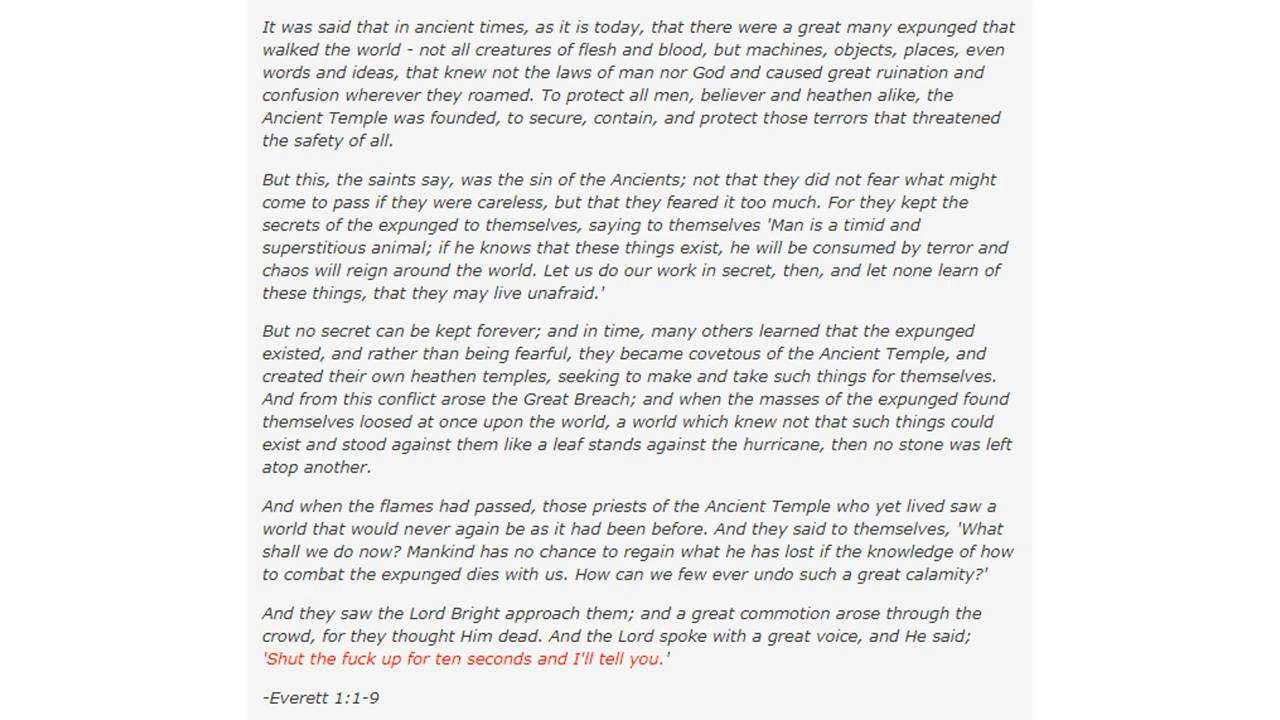 It was said that in ancient times, as it is today, that there were a great many expunged that
walked the world - not all creatures of flesh and blood, but machines, objects, places, even
words and ideas, that knew not the laws of man nor God and caused great ruination and
confusion wherever they roamed. To protect all men, believer and heathen alike, the
Ancient Temple was founded, to secure, contain, and protect those terrors that threatened
the safety of all.
But this, the saints say, was the sin of the Ancients; not that they did not fear what might
come to pass if they were careless, but that they feared it too much. For they kept the
secrets of the expunged to themselves, saying to themselves 'Man is a timid and
superstitious animal; if he knows that these things exist, he will be consumed by terror and
chaos will reign around the world. Let us do our work in secret, then, and let none learn of
these things, that they may live unafraid.'
But no secret can be kept forever; and in time, many others learned that the expunged
existed, and rather than being fearful, they became covetous of the Ancient Temple, and
created their own heathen temples, seeking to make and take such things for themselves.
And from this conflict arose the Great Breach; and when the masses of the expunged found
themselves loosed at once upon the world, a world which knew not that such things could
exist and stood against them like a leaf stands against the hurricane, then no stone was left
atop another.
And when the flames had passed, those priests of the Ancient Temple who yet lived saw a
world that would never again be as it had been before. And they said to themselves, 'What
shall we do now? Mankind has no chance to regain what he has lost if the knowledge of how
to combat the expunged dies with us. How can we few ever undo such a great calamity?'
And they saw the Lord Bright approach them; and a great commotion arose through the
crowd, for they thought Him dead. And the Lord spoke with a great voice, and He said;
'Shut the fuck up for ten seconds and I'll tell you.'
-Everett 1:1-9